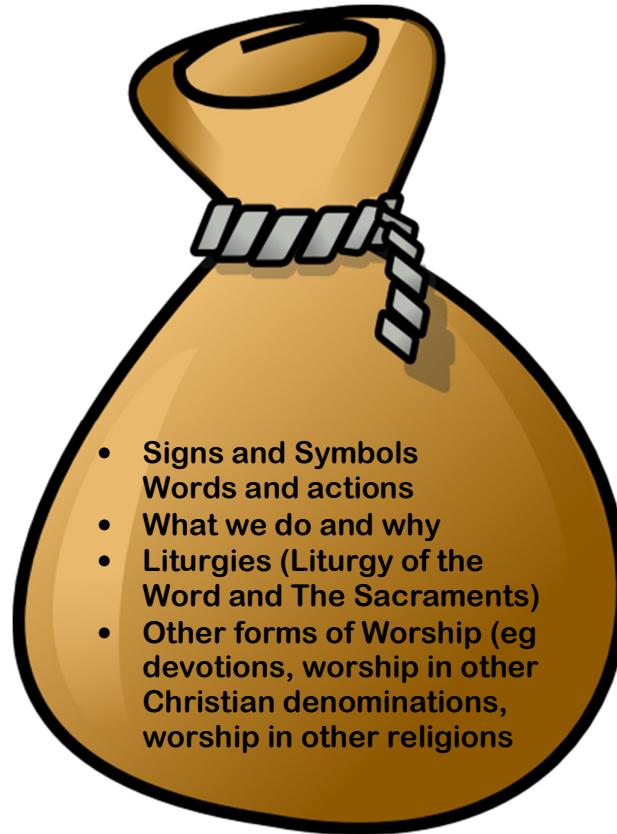 • Signs and Symbols
Words and actions
• What we do and why
• Liturgies (Liturgy of the
Word and The Sacraments)
• Other forms of Worship (eg
devotions, worship in other
Christian denominations,
worship in other religions